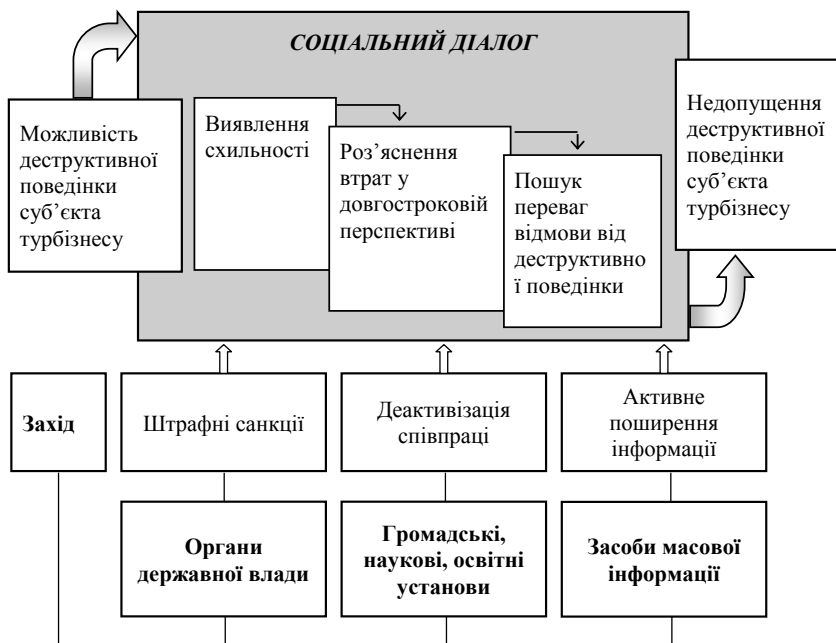 СОЦІАЛЬНИЙ ДІАЛОГ
Можливість
деструктивної
поведінки
суб’єкта
турбізнесу
Виявлення
схильності
Роз’яснення
втрат у
довгостроковій
перспективі
Пошук
переваг
відмови від
деструктивно
ї поведінки
Недопущення
деструктивної
поведінки
суб’єкта
турбізнесу
Захід
Штрафні санкції
Деактивізація
співпраці
Активне
поширення
інформації
Органи
державної влади
Громадські,
наукові, освітні
установи
Засоби масової
інформації